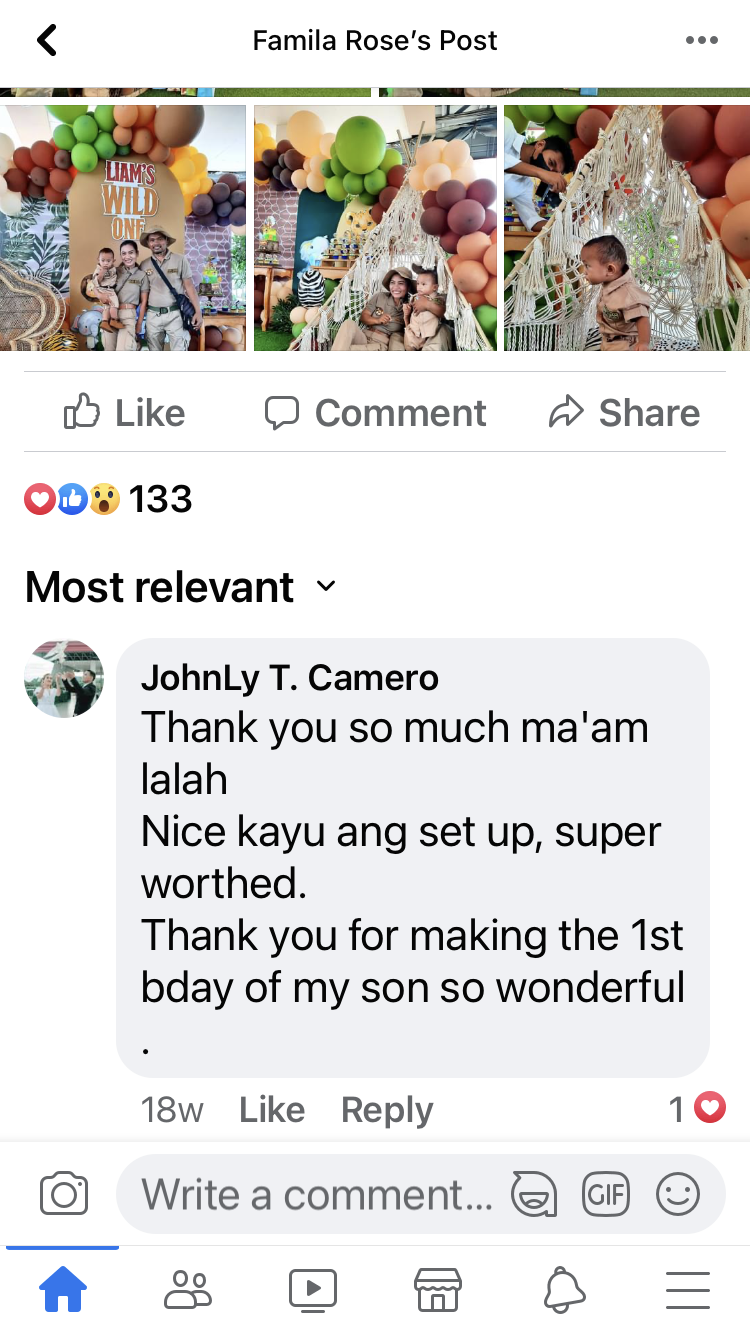 Famila Rose's Post
LIAM'S
WILD
ONE
Like
Comment
Share
133
Most relevant
JohnLy T. Camero
Thank you so much ma'am
lalah
Nice kayu ang set up, super
worthed.
Thank you for making the 1st
bday of my son so wonderful
.
18w Like Reply 1
Write a comment... GIF